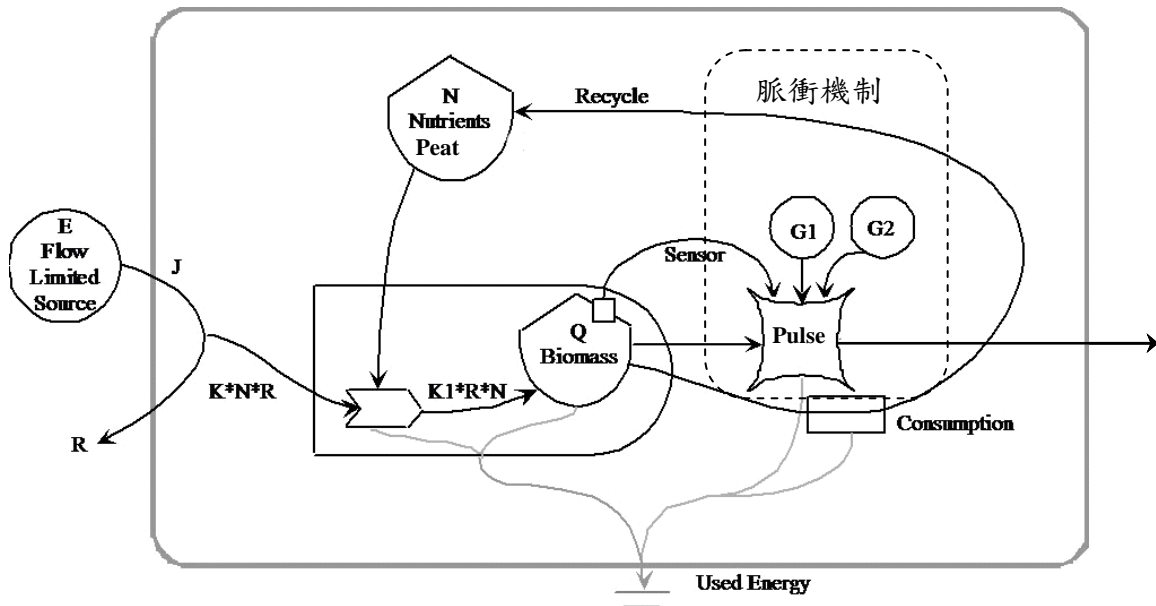 脈衝機制
N
Nutrients
Peat
Recycle
E
Flow
Limited
Source
J
G1
G2
Sensor
Q
Biomass
Pulse
K*N*R
K1*R*N
R
Consumption
Used Energy